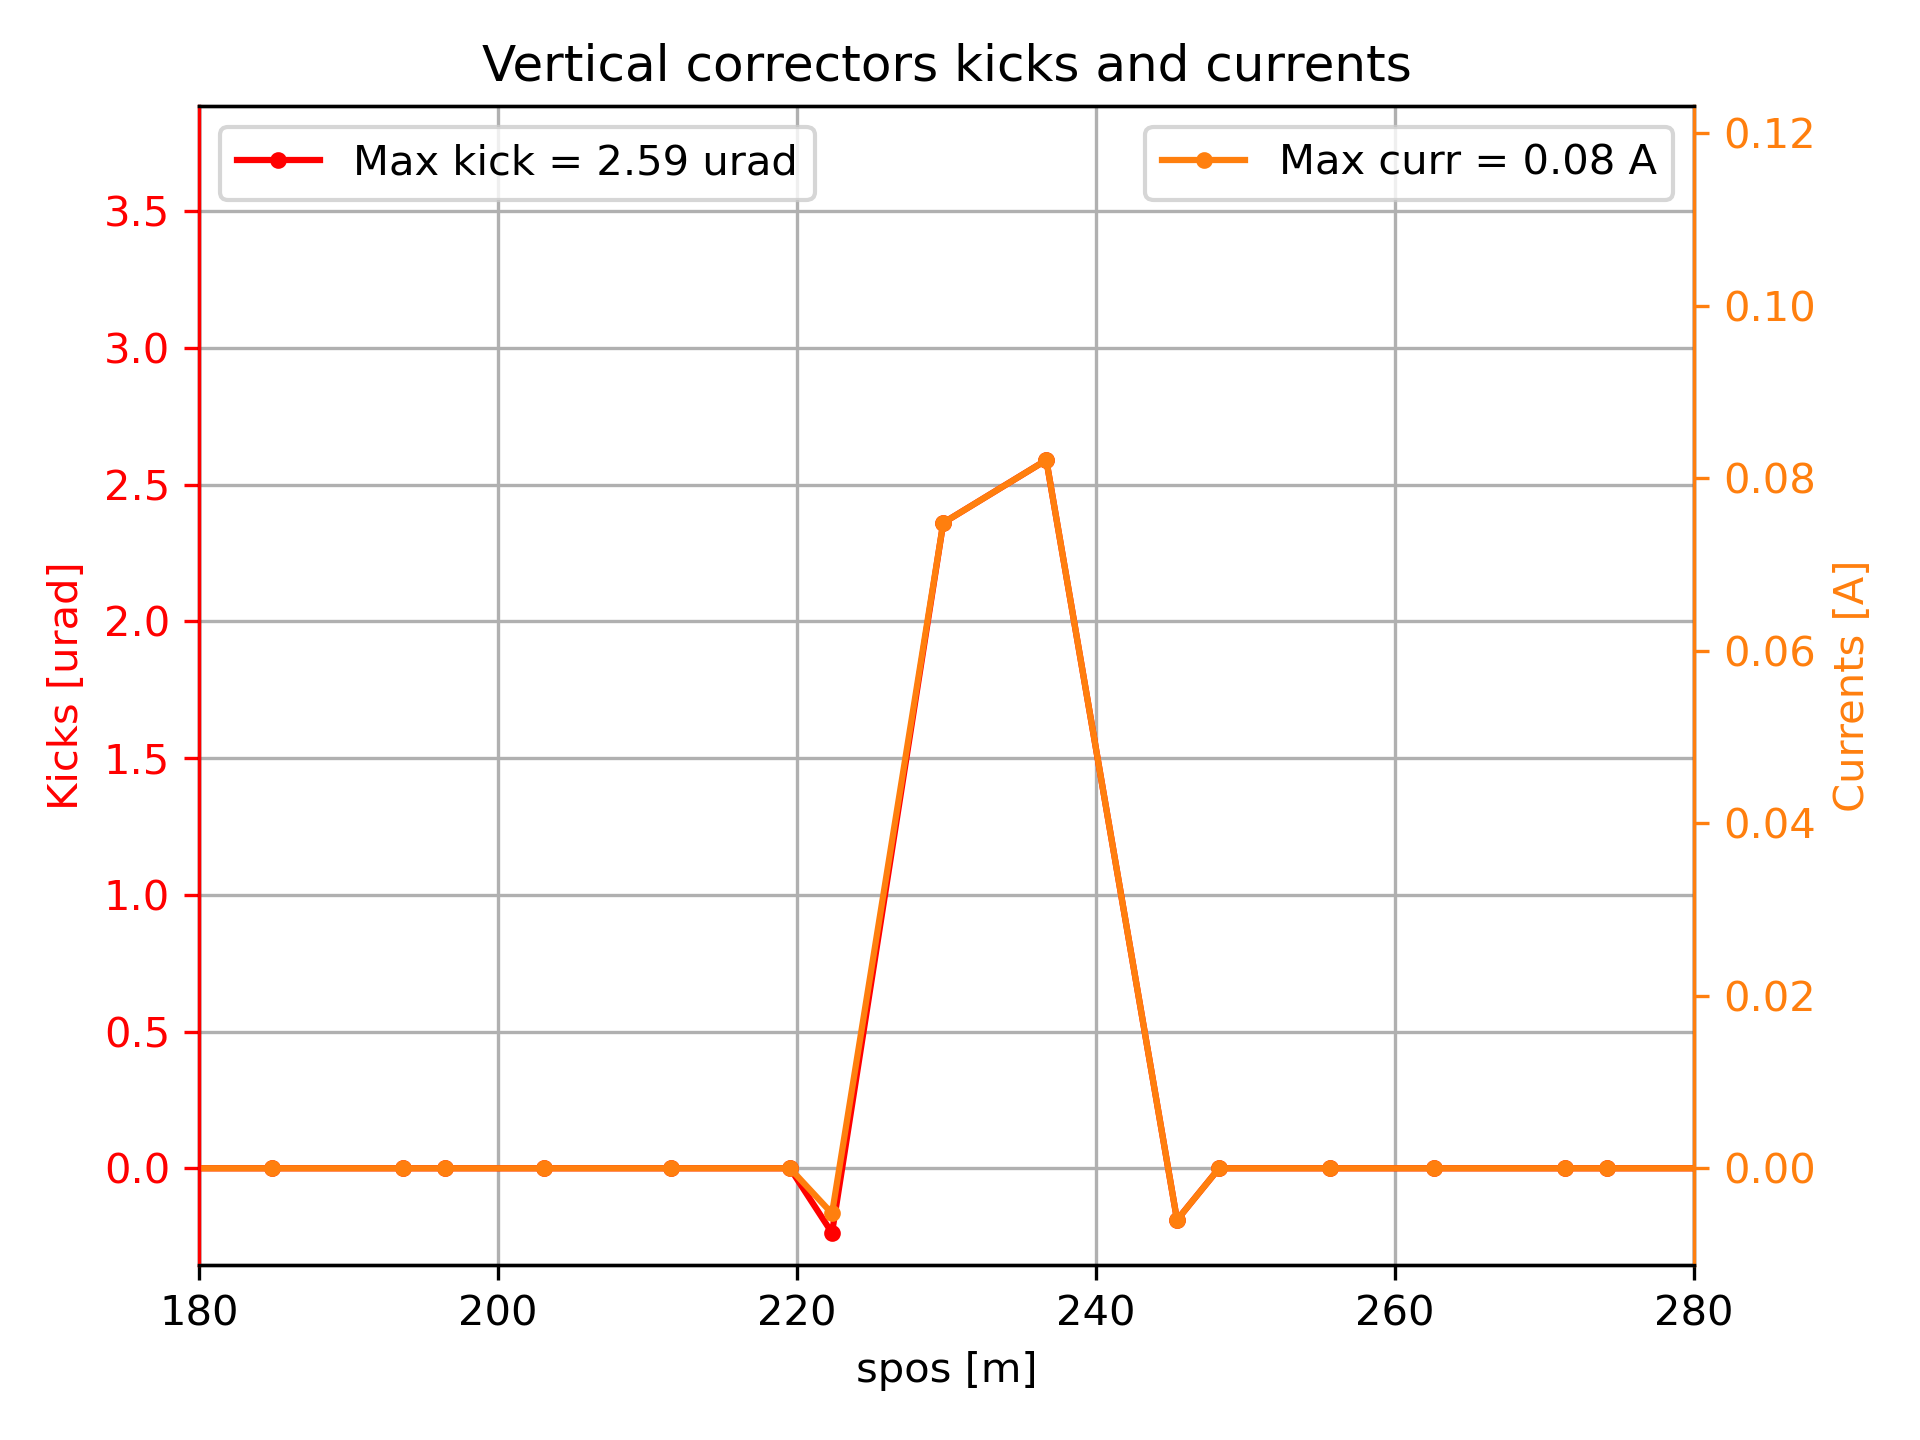 Vertical correctors kicks and currents
Max kick = 2.59 urad
Max curr = 0.08 A
Kicks [urad]
3.5
3.0
2.5
2.0
1.5
1.0
0.5
0.0
0.12
0.10
0.08
0.06
0.04
0.02
0.00
Currents [A]
180 200 220 240 260 280
spos [m]